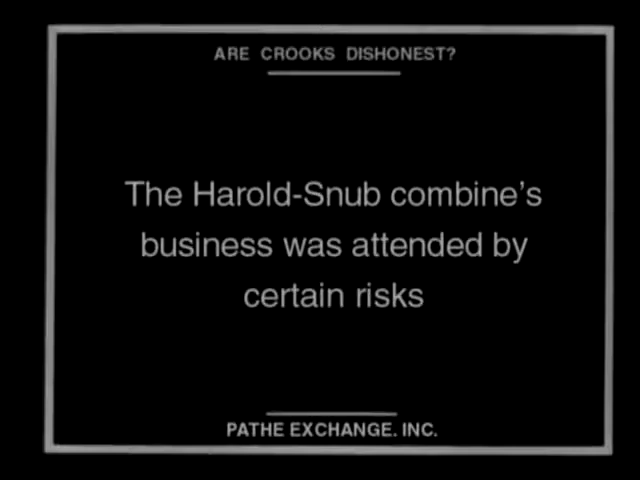 ARE CROOKS DISHONEST?
The Harold-Snub combine's
business was attended by
certain risks
PATHE EXCHANGE. INC.